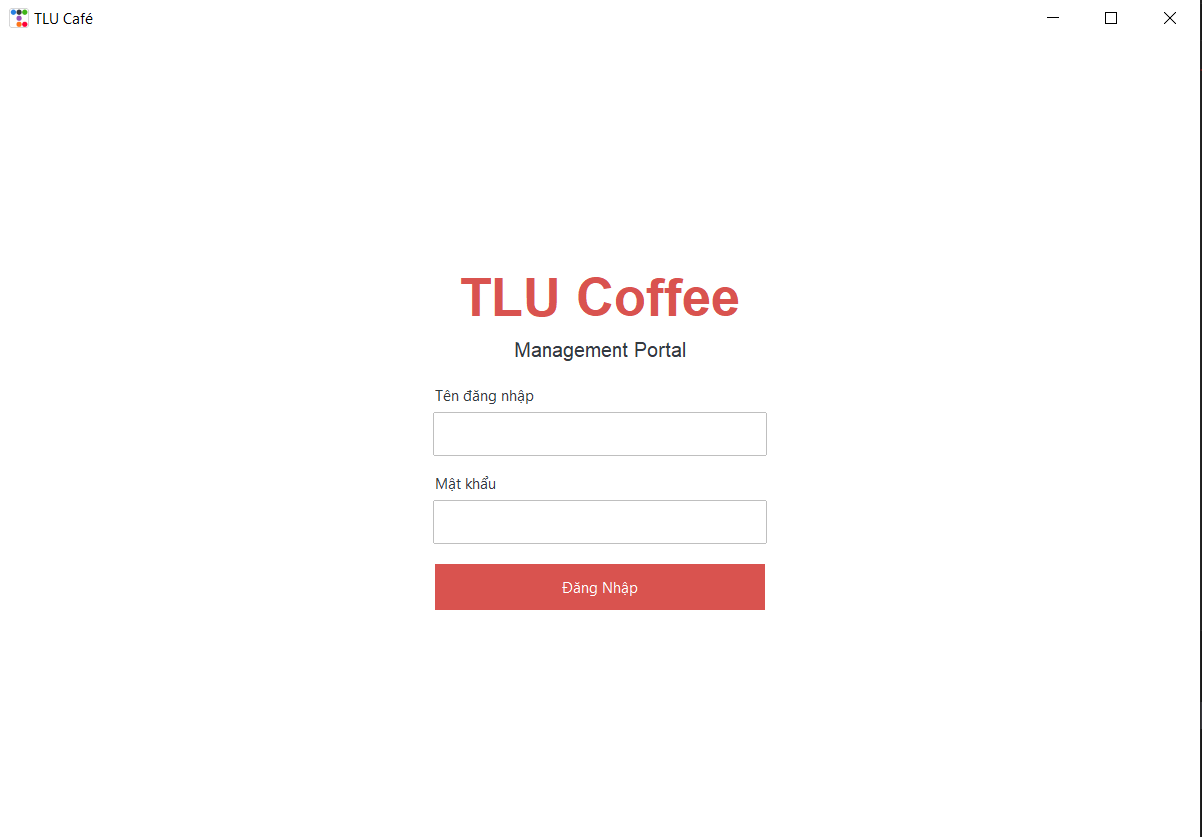 TLU Café
TLU Coffee
Management Portal
Tên đăng nhập
Mật khẩu
Đăng Nhập